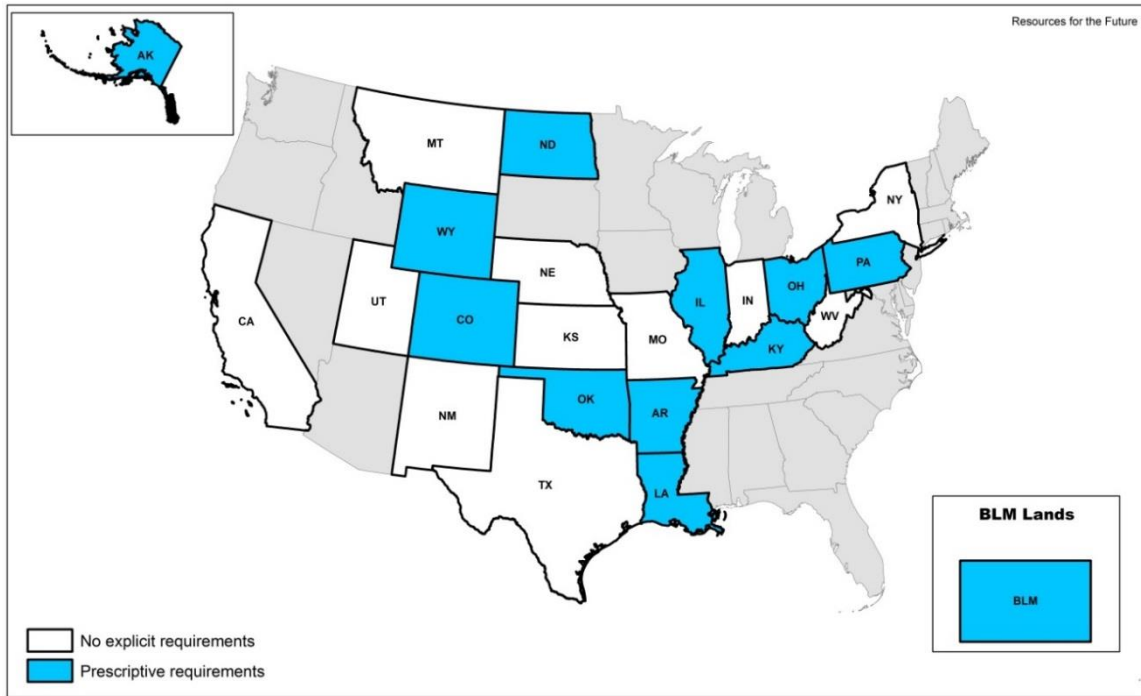 Resources for the Future
AK
MT
ND
NY
WY
PA
NE
IL
IN
OH
UT
CO
WV
CA
KS
MO
KY
OK
AR
NM
TX
LA
BLM Lands
BLM
No explicit requirements
Prescriptive requirements